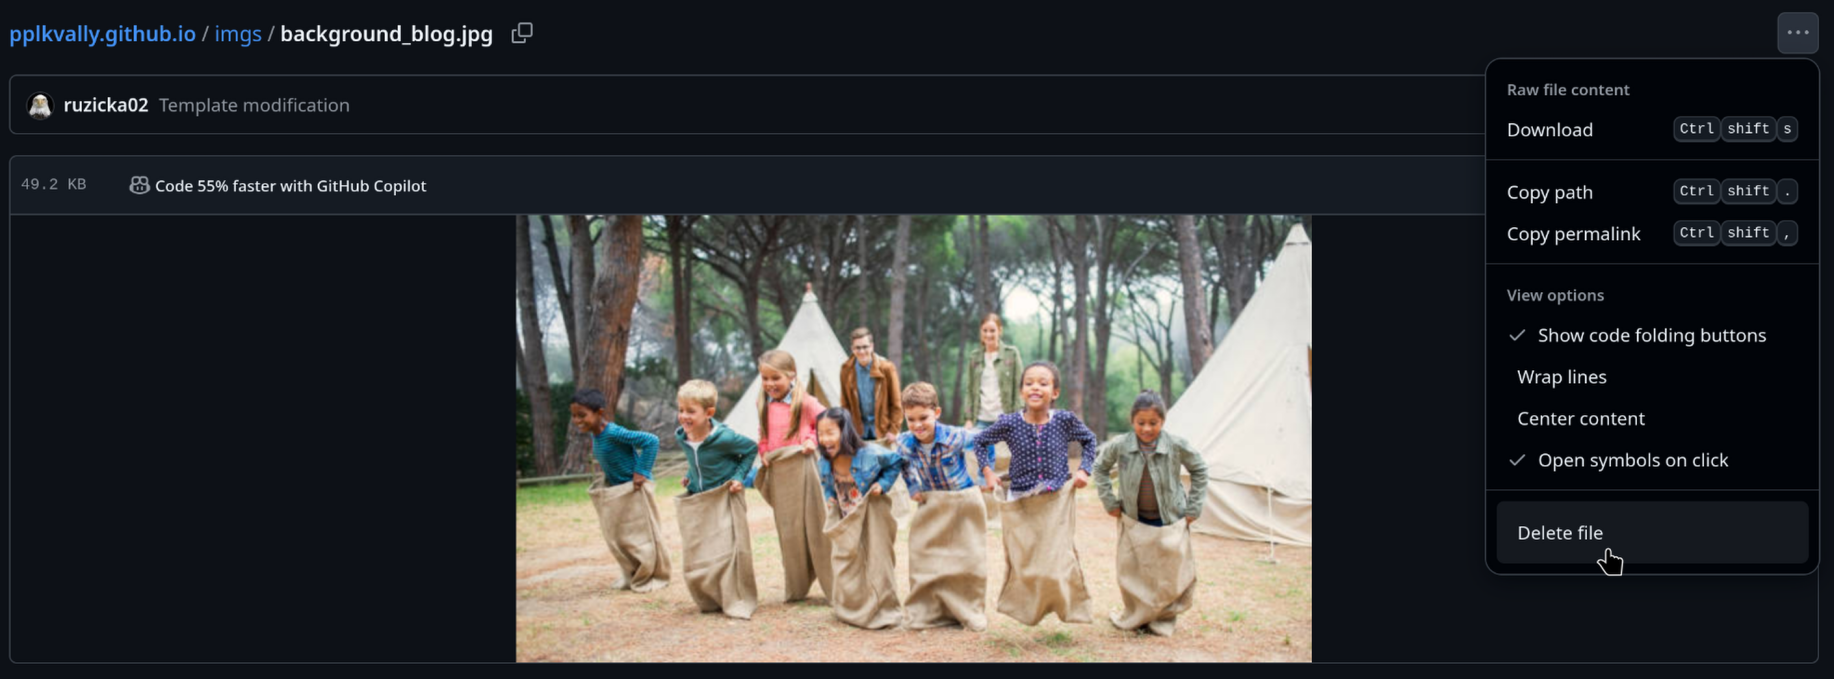 pplkvally.github.io / imgs / background_blog.jpg
ruzicka02 Template modification
49.2 KB Code 55% faster with GitHub Copilot
Raw file content
Download Ctrl shift s
Copy path Ctrl shift .
Copy permalink Ctrl shift ,
View options
Show code folding buttons
Wrap lines
Center content
Open symbols on click
Delete file